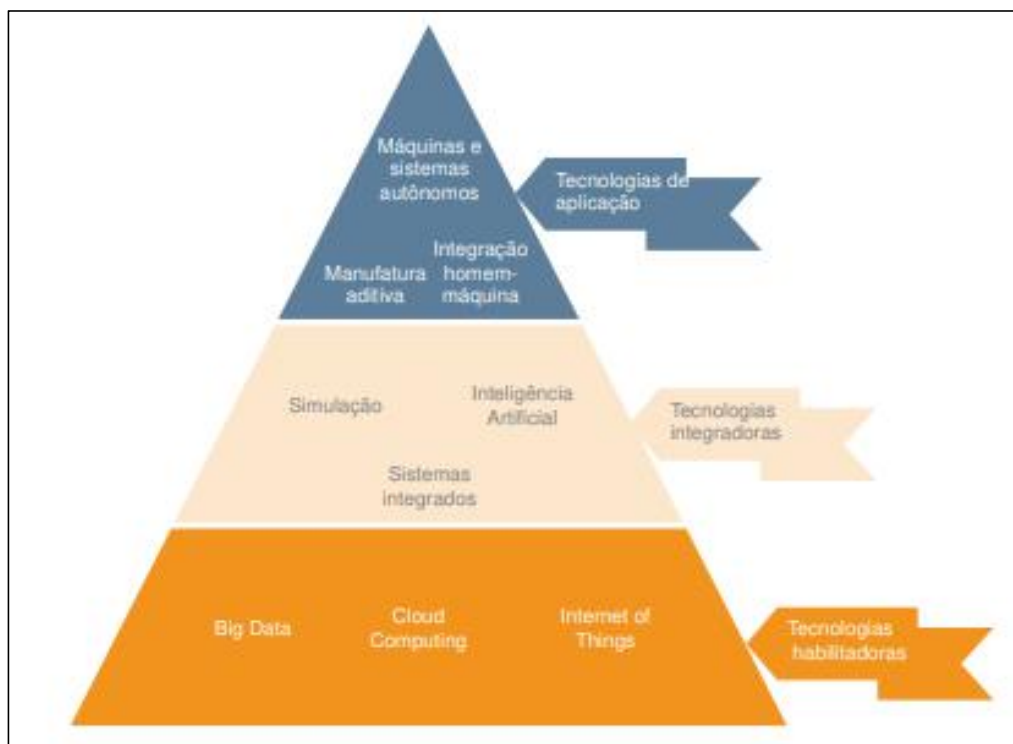 Máquinas e
sistemas
autônomos
Tecnologias de
aplicação
Manufatura
aditiva
Integração
homem-
máquina
Simulação
Inteligência
Artificial
Tecnologias
integradoras
Sistemas
integrados
Big Data
Cloud
Computing
Internet of
Things
Tecnologias
habilitadoras